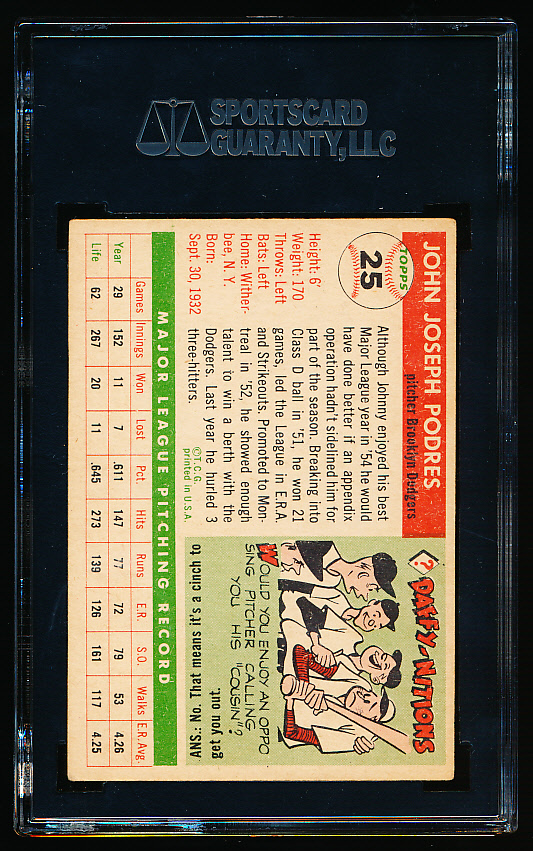 SPORTSCARD
GUARANTY, LLC
TOPPS
25
JOHN JOSEPH PODRES
pitcher Brooklyn Dodgers
Height: 6'
Weight: 170
Throws: Left
Bats: Left
Home: Wither-
bee, N. Y.
Born:
Sept. 30, 1932
Although Johnny enjoyed his best
Major League year in '54 he would
have done better if an appendix
operation hadn't sidelined him for
part of the season. Breaking into
Class D ball in '51, he won 21
games, led the League in E.R.A.
and Strikeouts. Promoted to Mon-
treal in '52, he showed enough
talent to win a berth with the
Dodgers. Last year he hurled 3
three-hitters.
©T.C.G.
printed in U.S.A.
? DAFFY-NITIONS
WOULD YOU ENJOY AN OPPO
SING PITCHER CALLING
YOU HIS "COUSIN"?
ANS: No. That means it's a cinch to
get you out.
MAJOR LEAGUE PITCHING RECORD
Games Innings Won Lost Pct. Hits Runs E.R. S.O. Walks E.R. Avg.
Year 29 152 11 7 .611 147 77 72 79 53 4.26
Life 62 267 20 11 .645 273 139 126 161 117 4.25